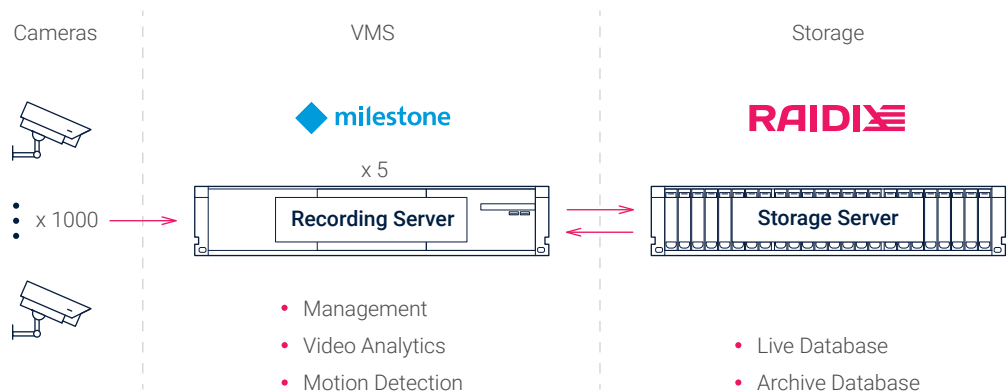 Cameras
VMS
Storage
milestone
RAIDIX
x 5
x 1000
Recording Server
Storage Server
• Management
• Video Analytics
• Motion Detection
• Live Database
• Archive Database